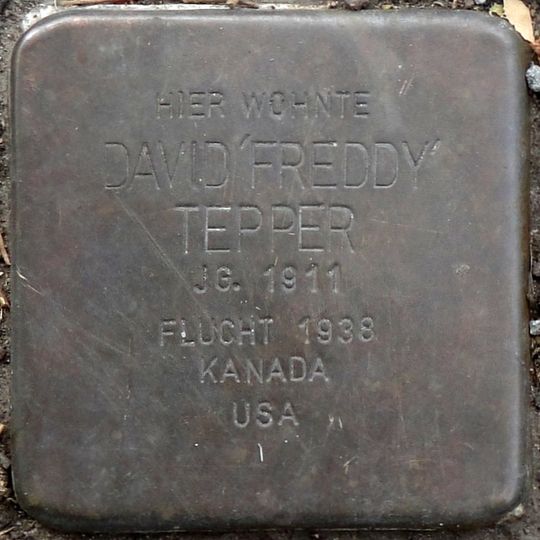 HIER WOHNTE
DAVID 'FREDDY'
TEPPER
JG. 1911
FLUCHT 1938
KANADA
USA